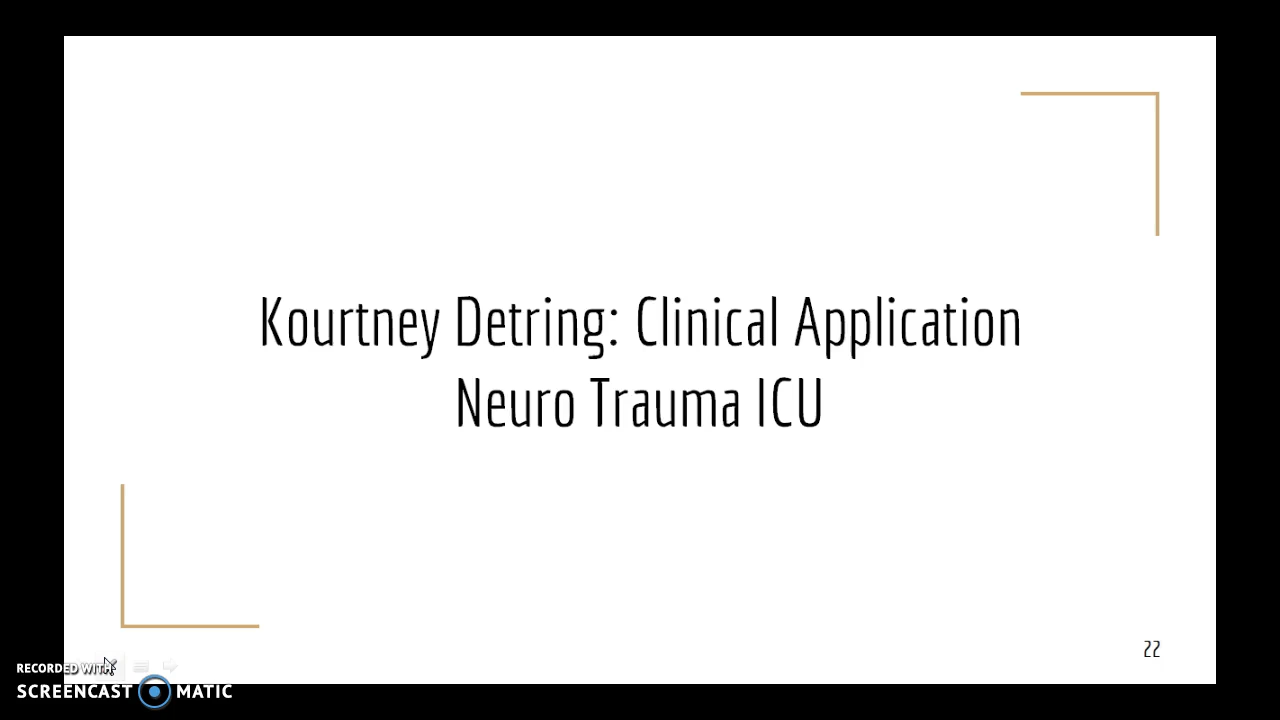 Kourtney Detring: Clinical Application
Neuro Trauma ICU
22
RECORDED WITH
SCREENCAST MATIC